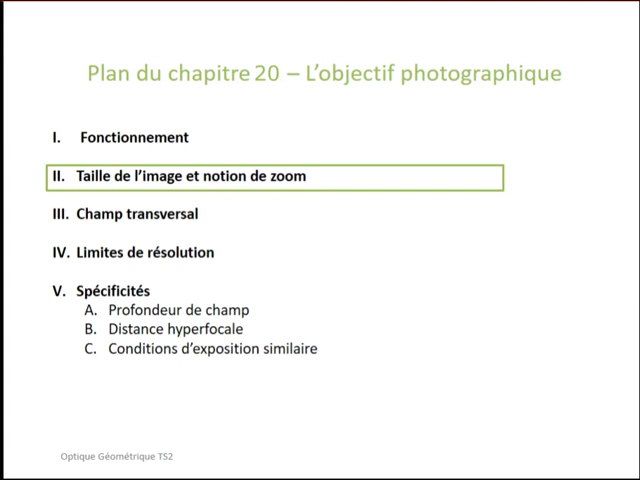 Plan du chapitre 20 – L'objectif photographique
I. Fonctionnement
II. Taille de l'image et notion de zoom
III. Champ transversal
IV. Limites de résolution
V. Spécificités
A. Profondeur de champ
B. Distance hyperfocale
C. Conditions d'exposition similaire
Optique Géométrique TS2